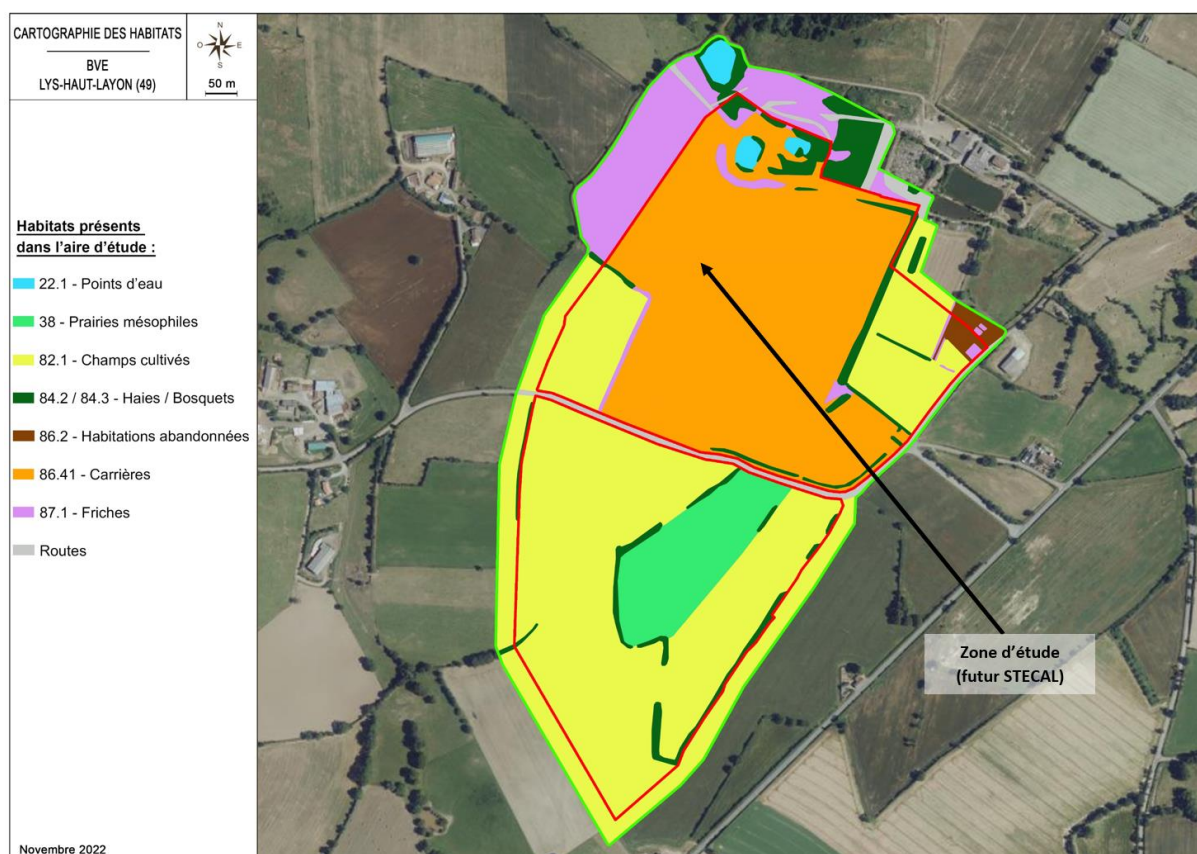 CARTOGRAPHIE DES HABITATS
BVE
LYS-HAUT-LAYON (49)
N
O
E
S
50 m
Habitats présents
dans l'aire d'étude :
22.1 - Points d'eau
38 - Prairies mésophiles
82.1 - Champs cultivés
84.2 / 84.3 - Haies / Bosquets
86.2 - Habitations abandonnées
86.41 - Carrières
87.1 - Friches
Routes
Zone d'étude
(futur STECAL)
Novembre 2022